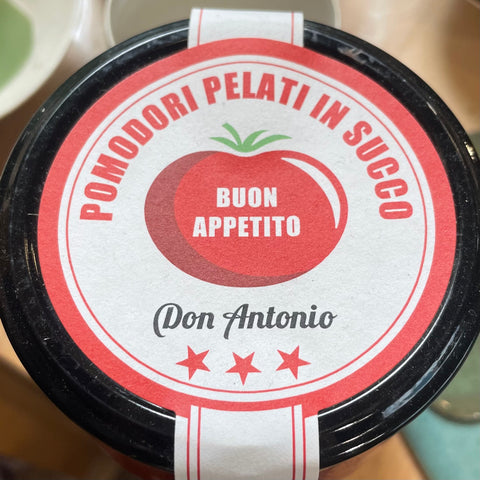 POMODORI PELATI IN SUCCO
BUON
APPETITO
Don Antonio